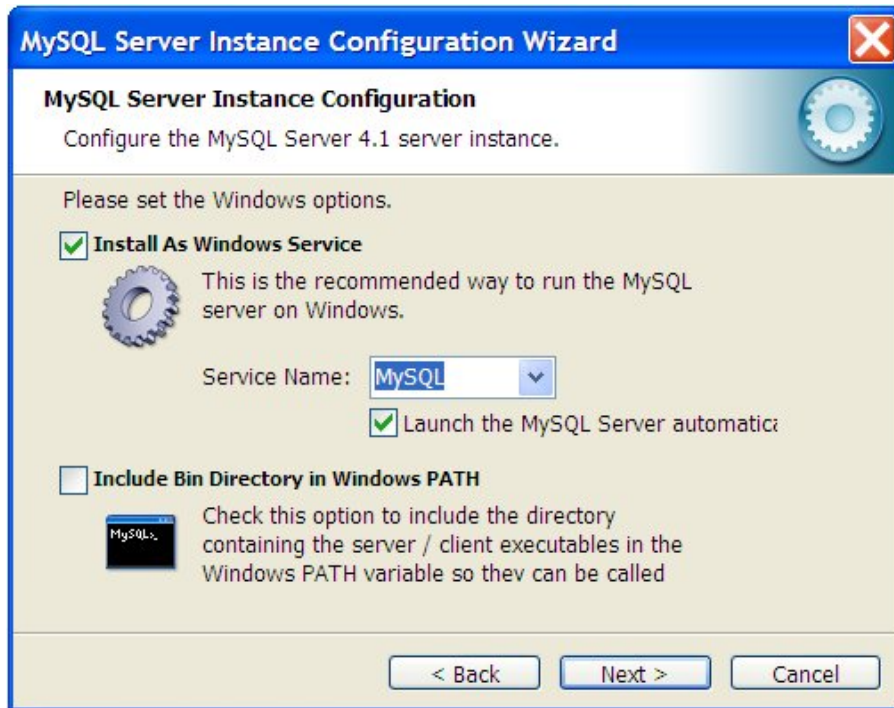 MySQL Server Instance Configuration Wizard
MySQL Server Instance Configuration
Configure the MySQL Server 4.1 server instance.
Please set the Windows options.
Install As Windows Service
This is the recommended way to run the MySQL
server on Windows.
Service Name: MySQL
Launch the MySQL Server automatica
Include Bin Directory in Windows PATH
MySQL>_
Check this option to include the directory
containing the server / client executables in the
Windows PATH variable so they can be called
< Back Next > Cancel